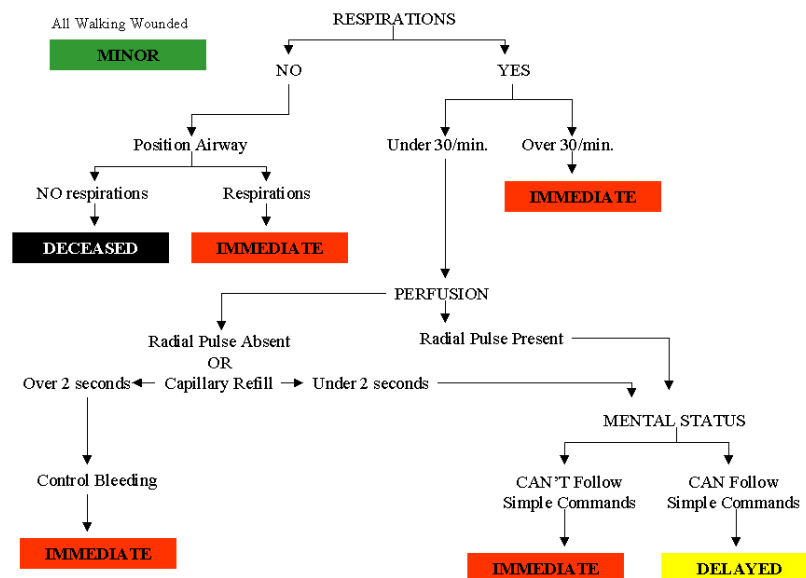 All Walking Wounded
MINOR
RESPIRATIONS
NO
YES
Position Airway
Under 30/min.
Over 30/min.
NO respirations
Respirations
IMMEDIATE
DECEASED
IMMEDIATE
PERFUSION
Radial Pulse Absent
OR
Radial Pulse Present
Over 2 seconds
Capillary Refill
Under 2 seconds
MENTAL STATUS
Control Bleeding
CAN'T Follow
Simple Commands
CAN Follow
Simple Commands
IMMEDIATE
IMMEDIATE
DELAYED